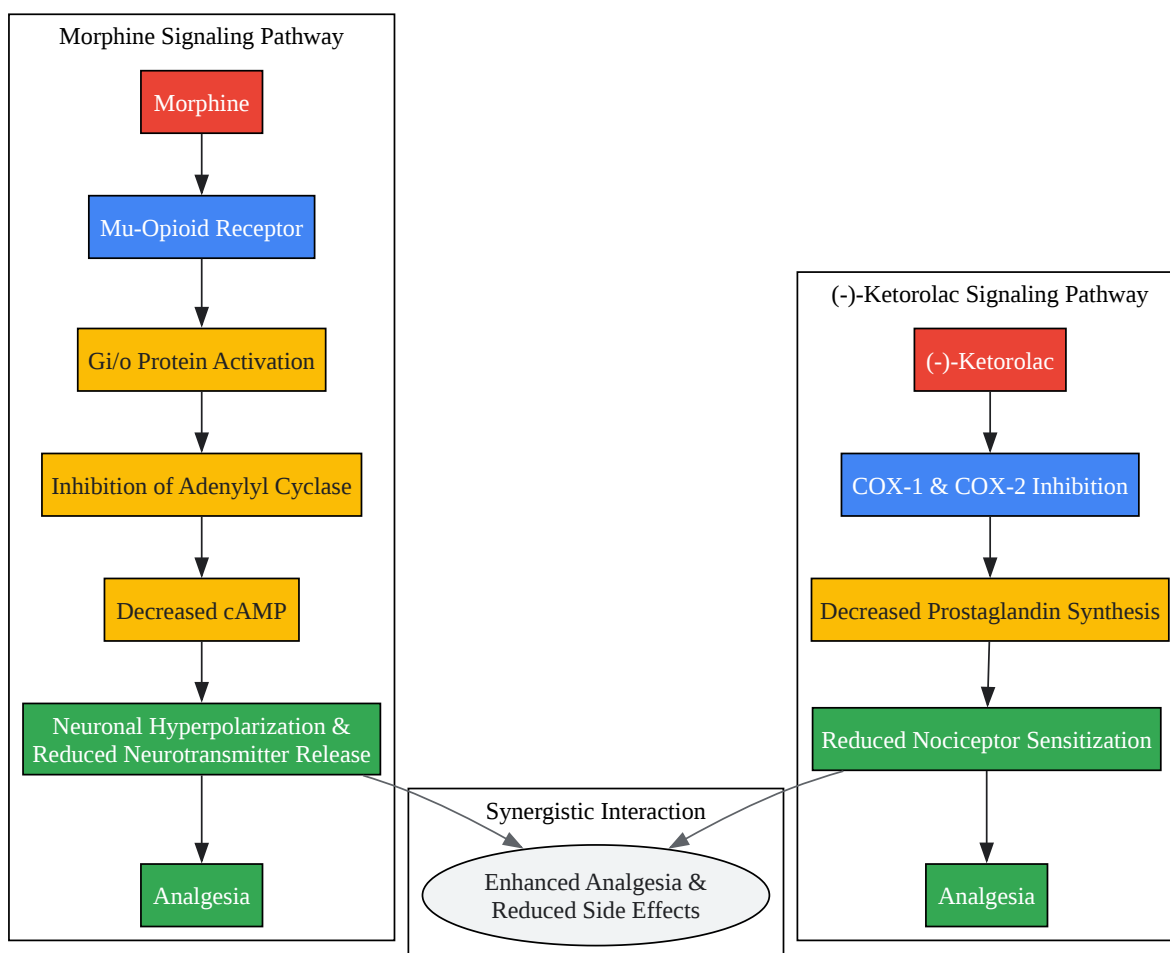 Morphine Signaling Pathway
Morphine
Mu-Opioid Receptor
Gi/o Protein Activation
Inhibition of Adenylyl Cyclase
Decreased cAMP
Neuronal Hyperpolarization &
Reduced Neurotransmitter Release
Analgesia
(-)-Ketorolac Signaling Pathway
(-)-Ketorolac
COX-1 & COX-2 Inhibition
Decreased Prostaglandin Synthesis
Reduced Nociceptor Sensitization
Analgesia
Synergistic Interaction
Enhanced Analgesia &
Reduced Side Effects